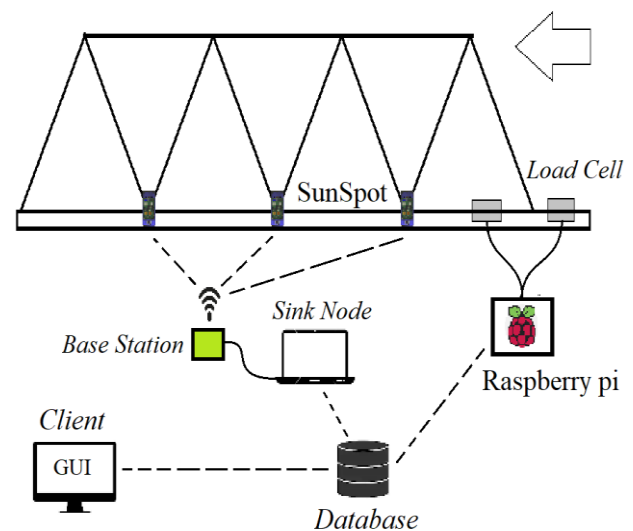 Load Cell
SunSpot
Sink Node
Base Station
Raspberry pi
Client
GUI
Database